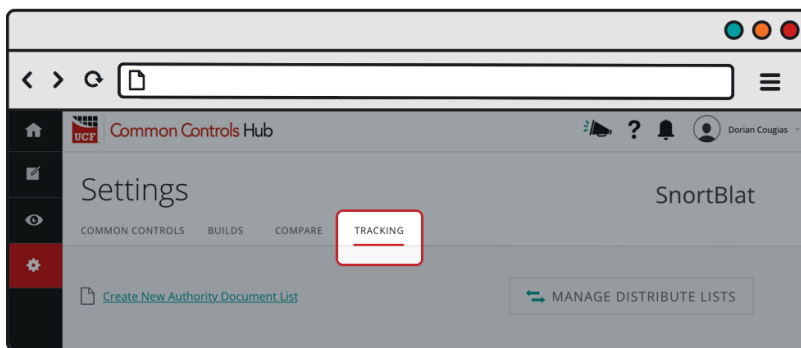 UCF Common Controls Hub
? Dorian Cougias
Settings
SnortBlat
COMMON CONTROLS BUILDS COMPARE TRACKING
Create New Authority Document List
MANAGE DISTRIBUTE LISTS